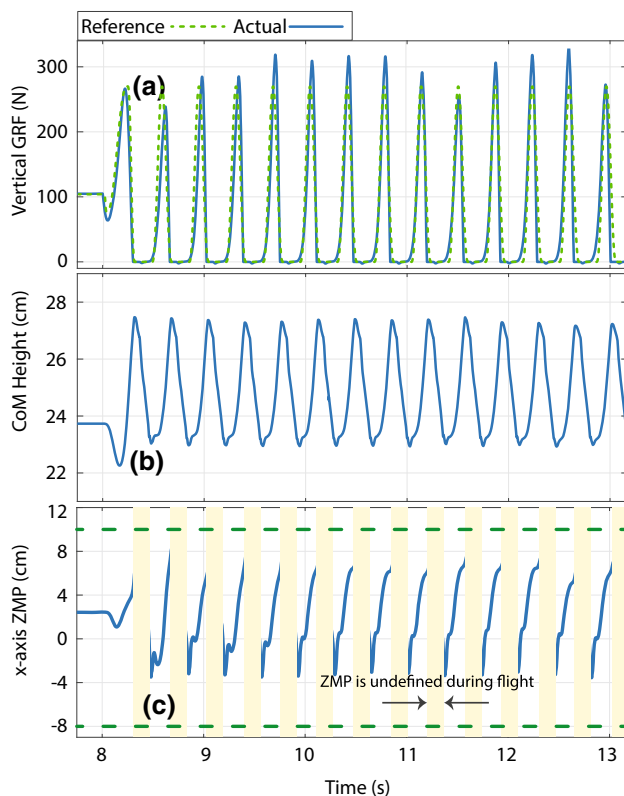 Reference Actual
(a)
Vertical GRF (N)
300
200
100
0
(b)
CoM Height (cm)
28
26
24
22
(c)
x-axis ZMP (cm)
12
8
4
0
-4
-8
ZMP is undefined during flight
8 9 10 11 12 13
Time (s)